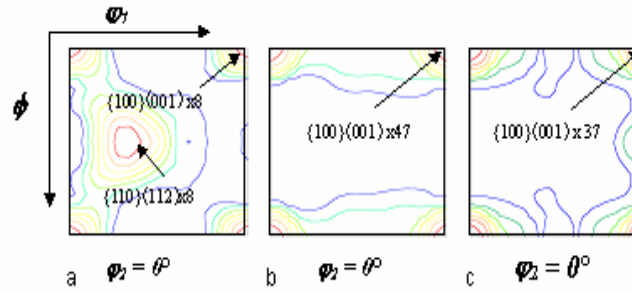 φ₁
ϕ
{100}⟨001⟩x8
{110}⟨112⟩x8
{100}⟨001⟩x47
{100}⟨001⟩x37
a φ₂ = 0°
b φ₂ = 0°
c φ₂ = 0°